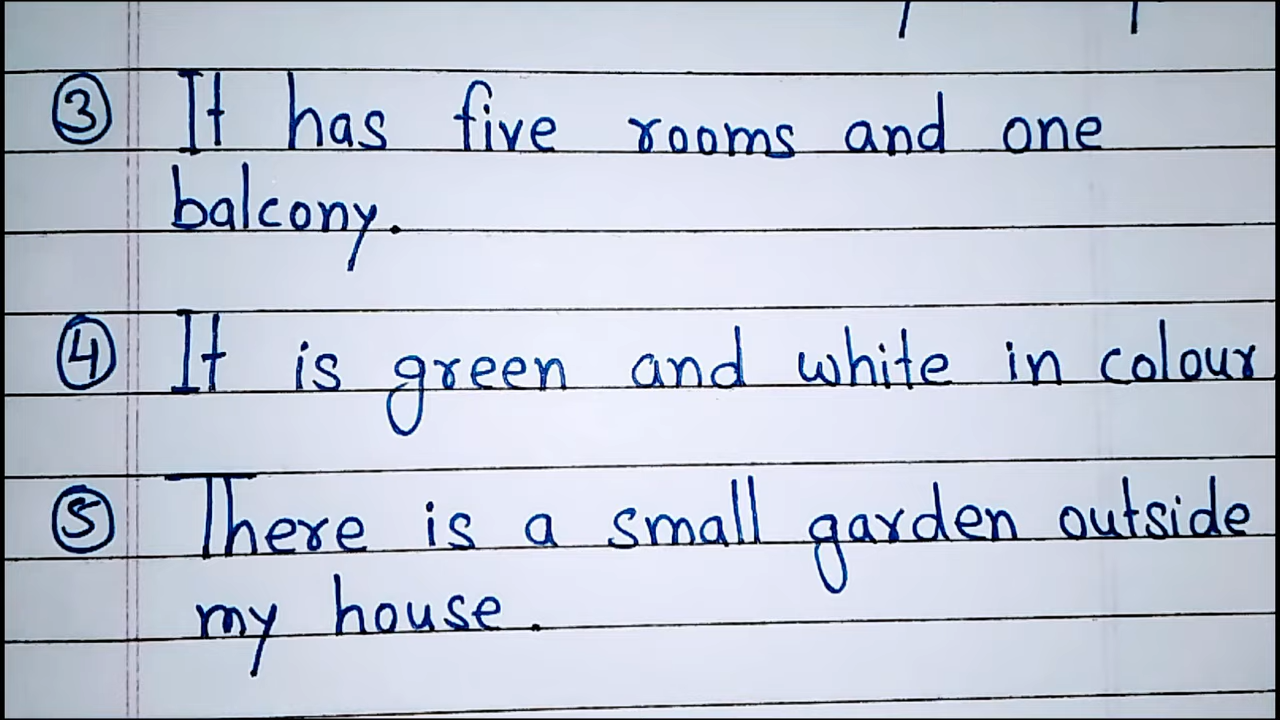 ③ It has five rooms and one
balcony.
④ It is green and white in colour
⑤ There is a small garden outside
my house.